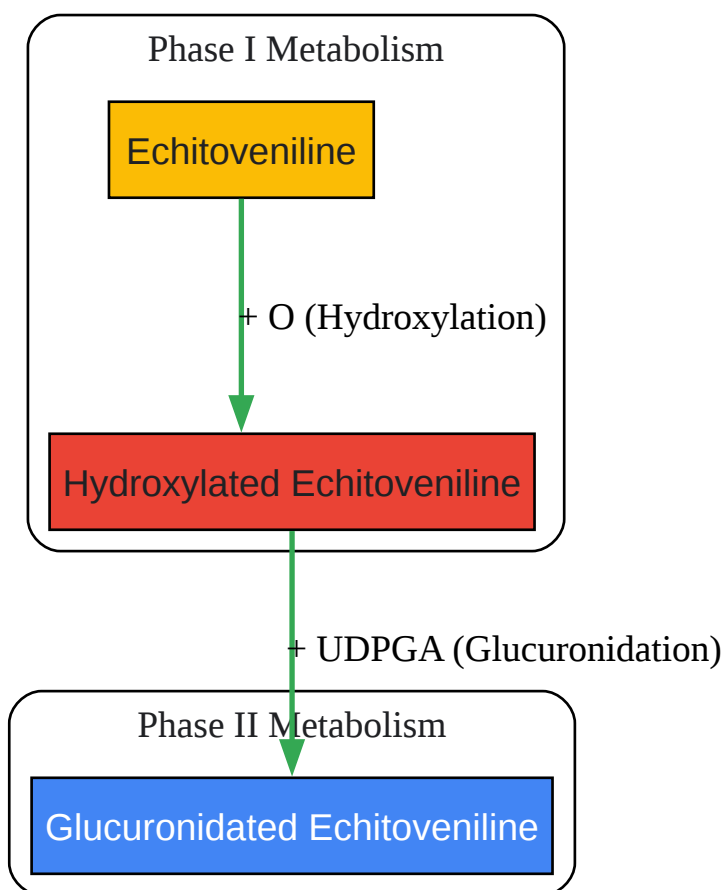 Phase I Metabolism
Echitoveniline
+ O (Hydroxylation)
Hydroxylated Echitoveniline
+ UDPGA (Glucuronidation)
Phase II Metabolism
Glucuronidated Echitoveniline